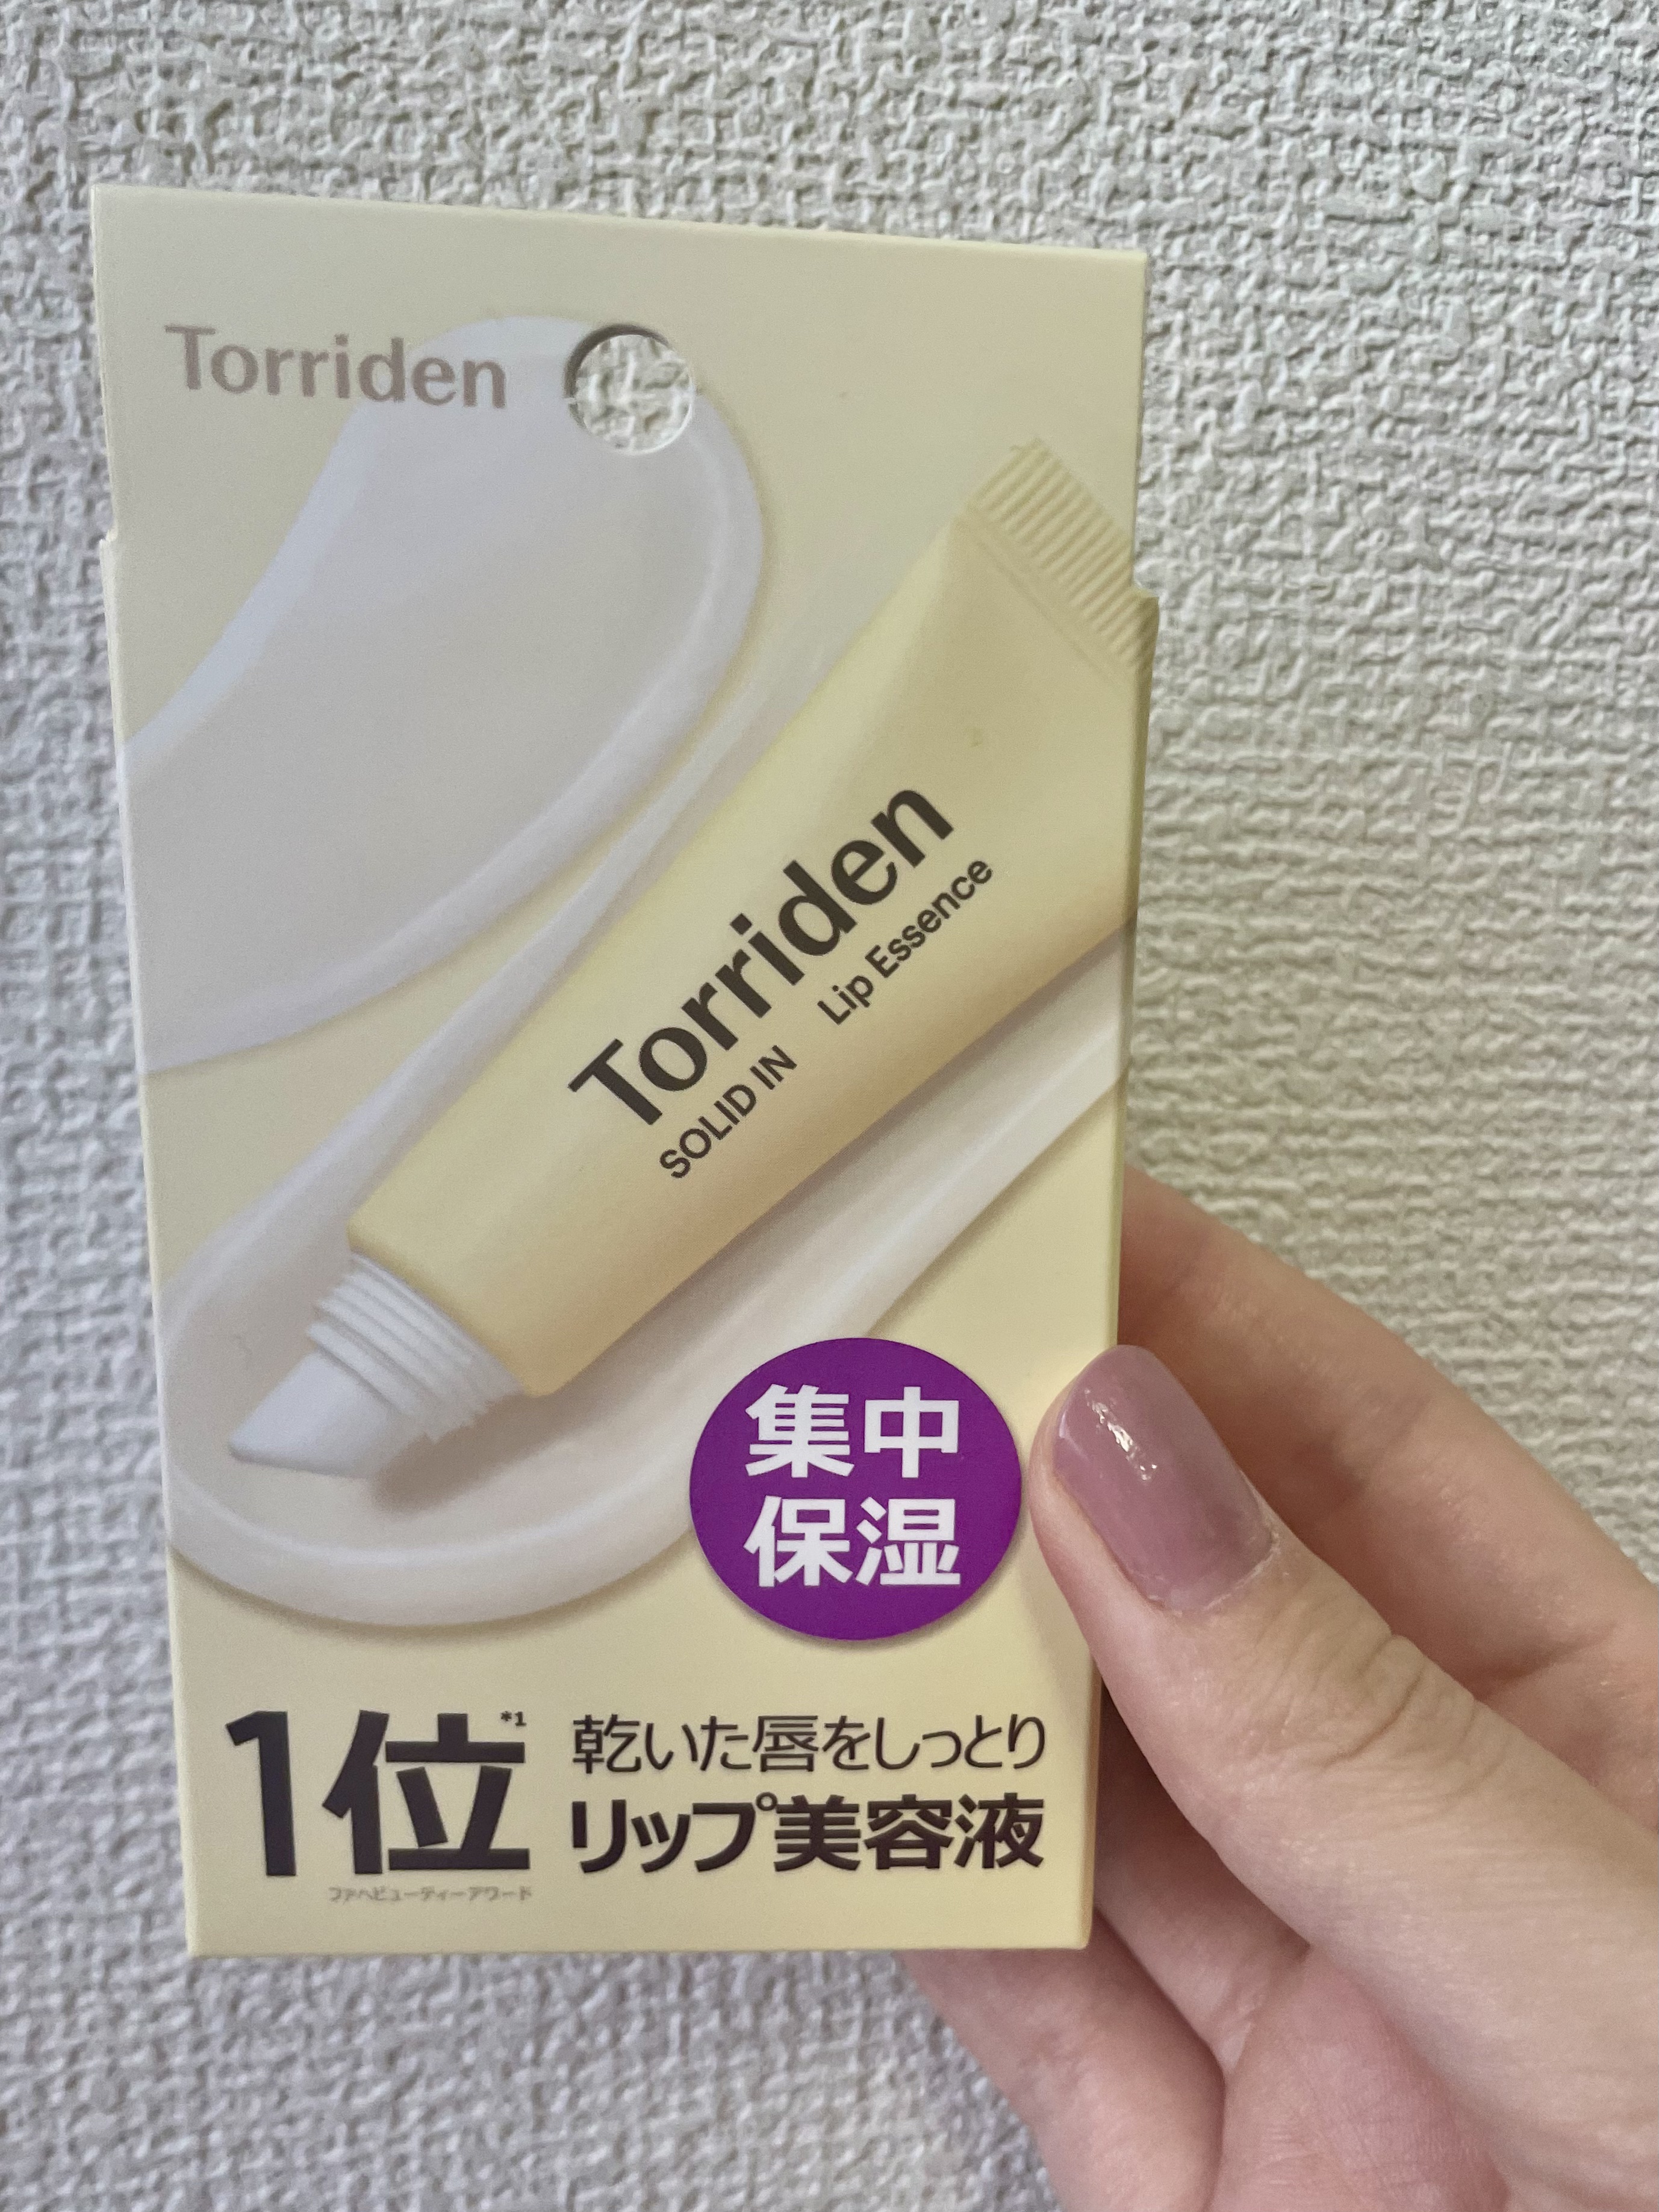 Torriden
Torriden
SOLID IN Lip Essence
集中
保湿
1位*1
ファヘビューティーアワード
乾いた唇をしっとり
リップ美容液